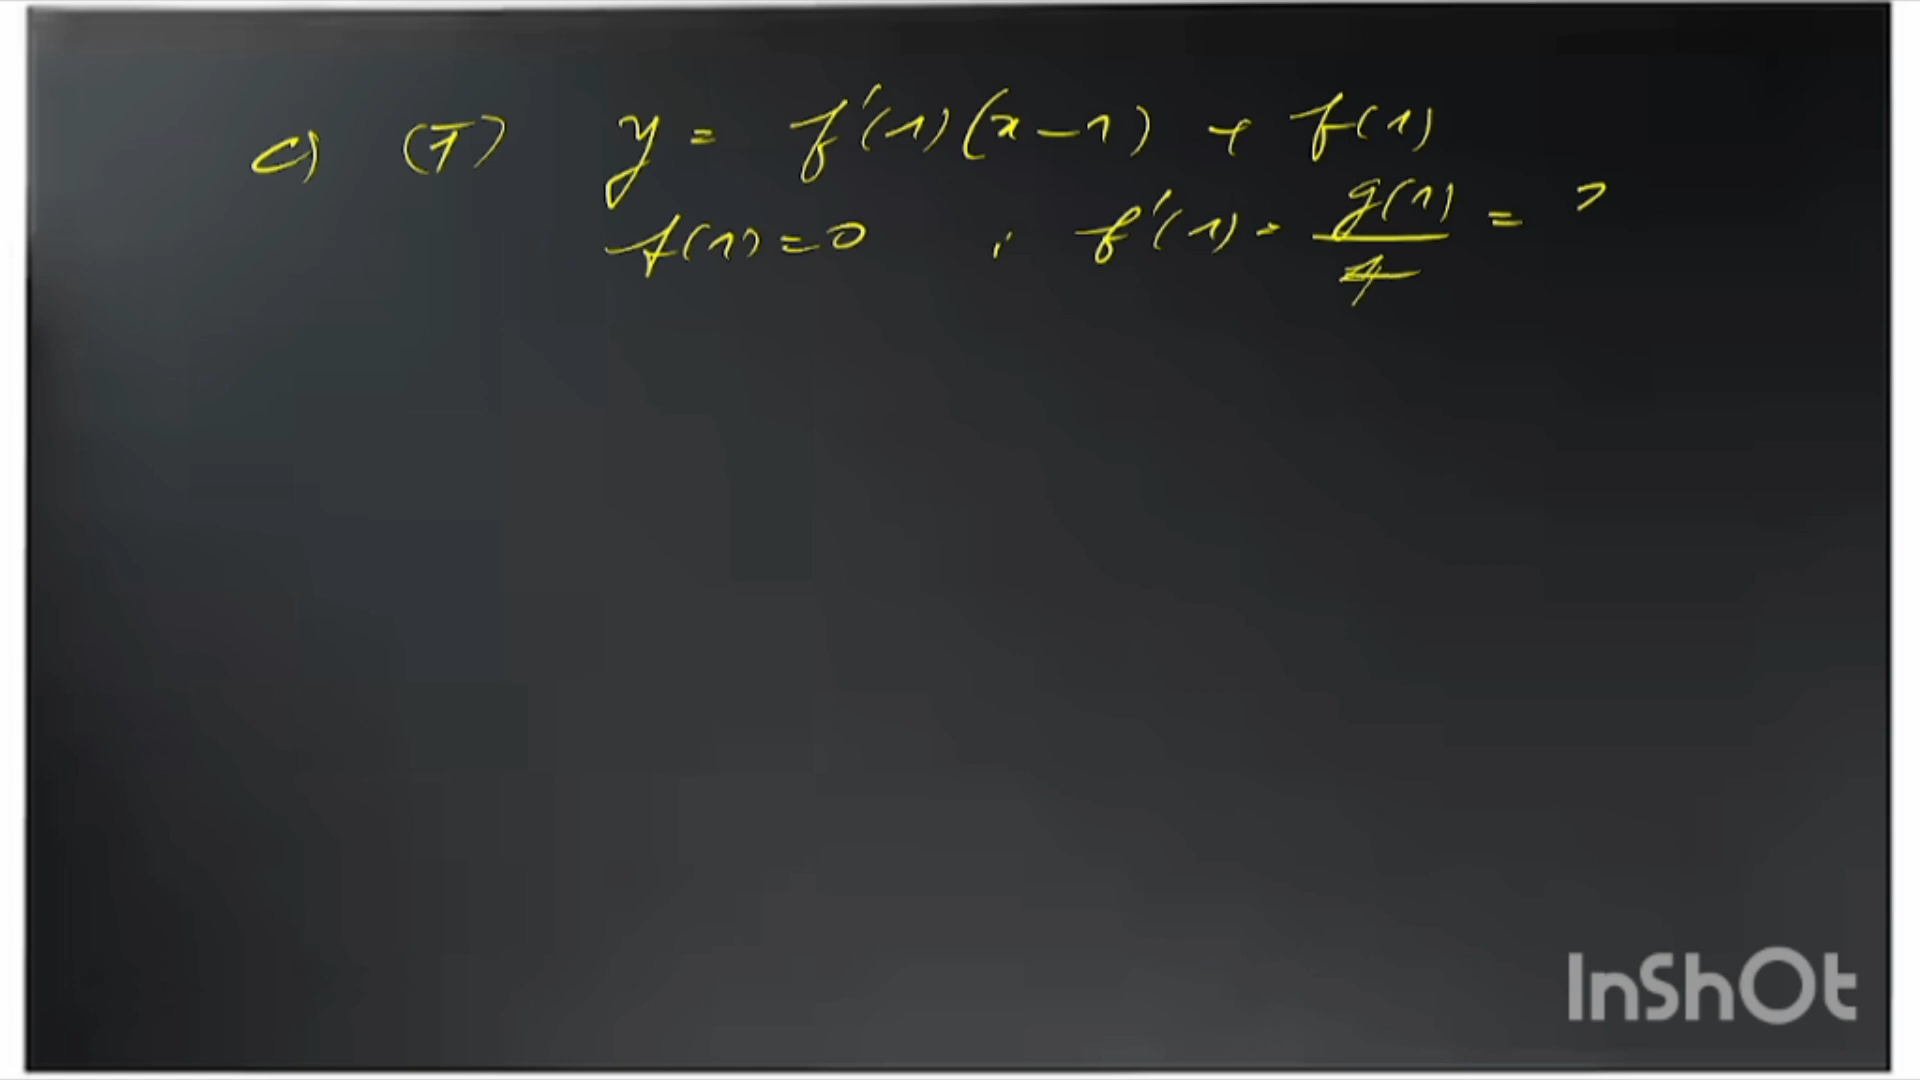 c) (T) y = f'(1)(x-1) + f(1)
f(1) = 0 ; f'(1) = g(1)/4 =
InShOt